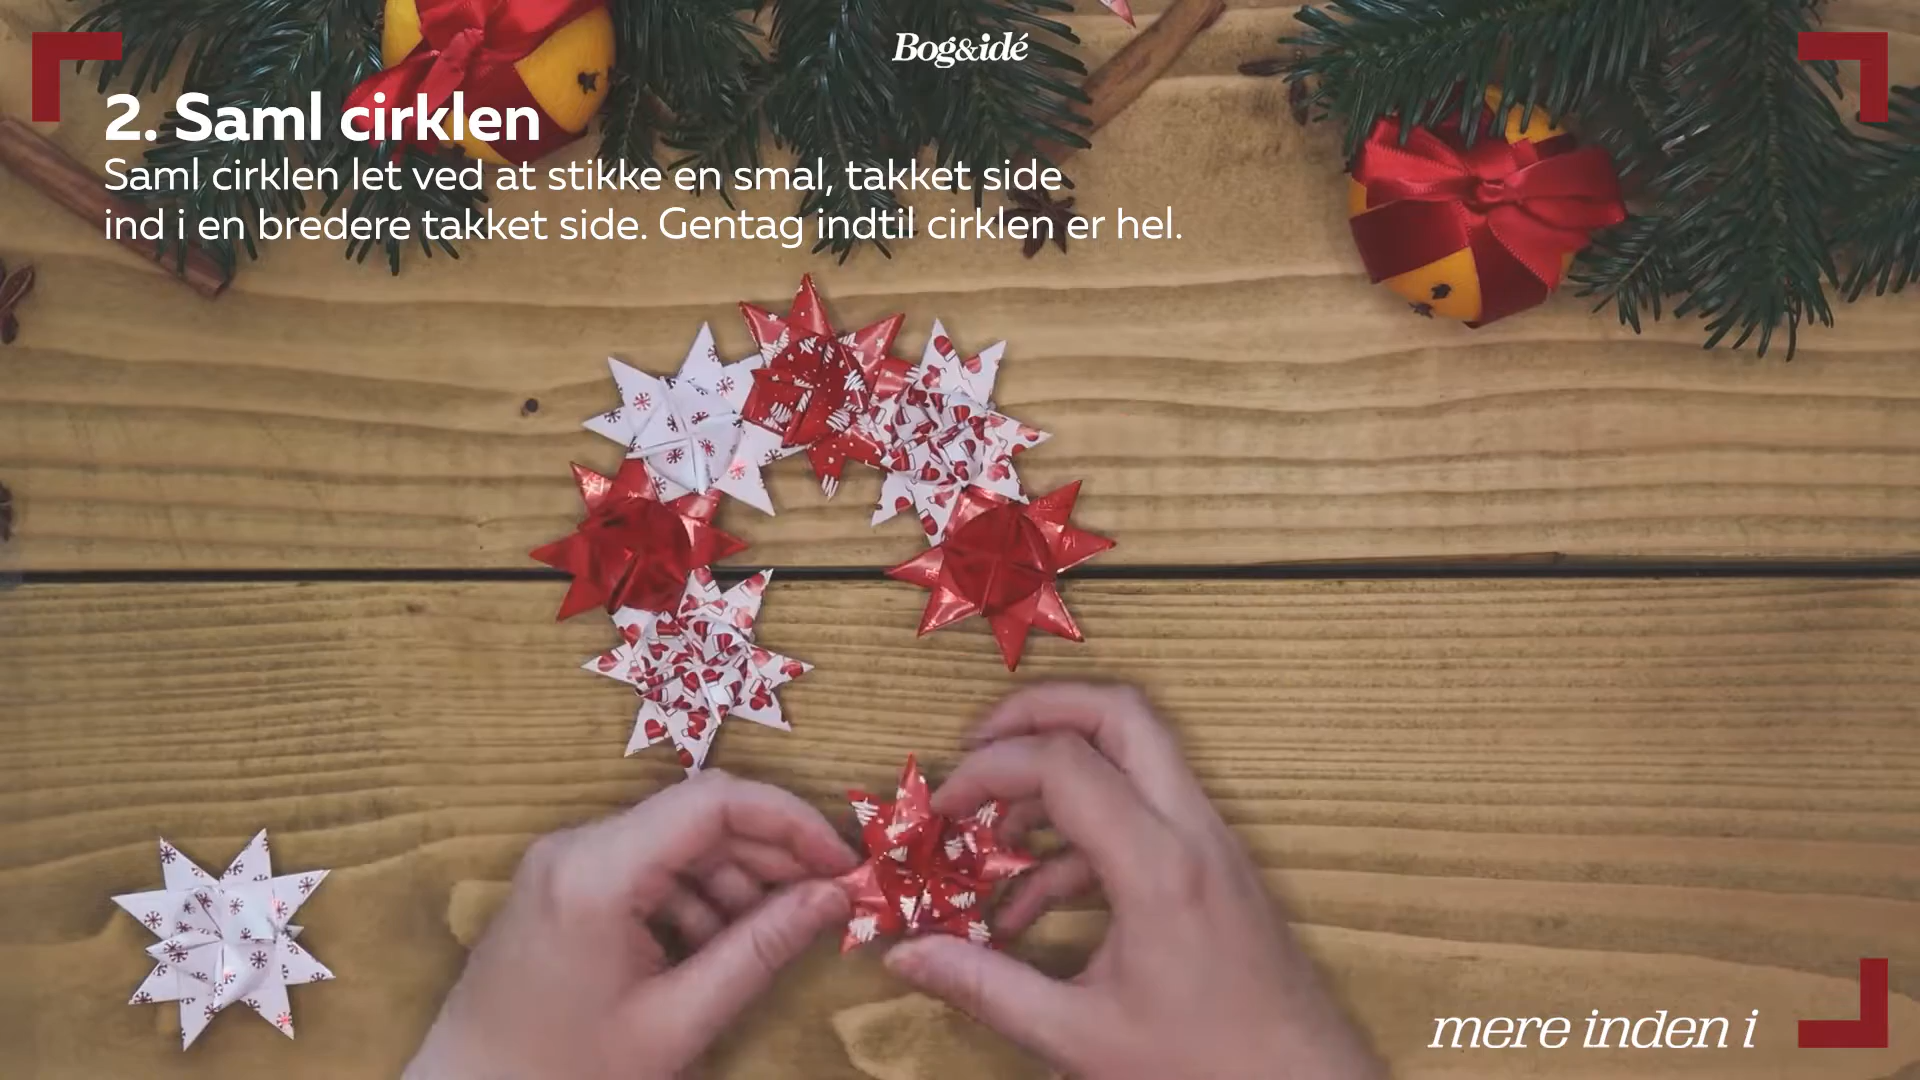 Bog&idé
2. Saml cirklen
Saml cirklen let ved at stikke en smal, takket side
ind i en bredere takket side. Gentag indtil cirklen er hel.
mere inden i